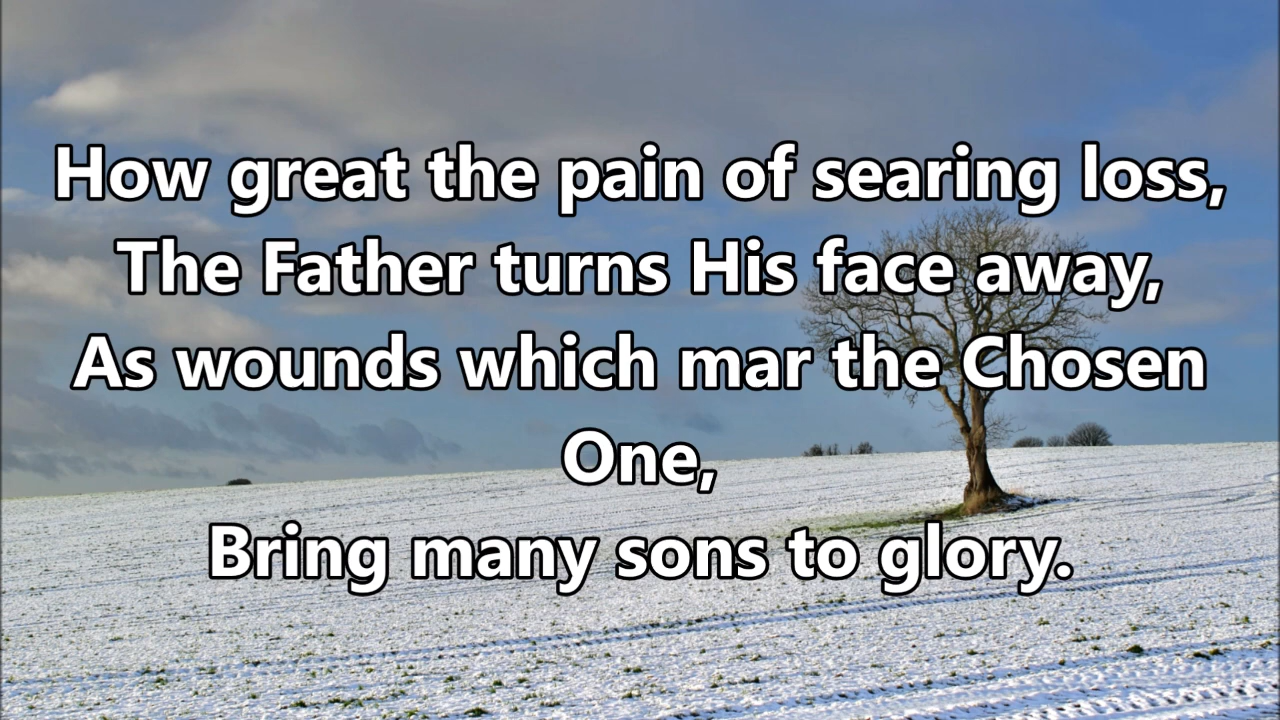 How great the pain of searing loss,
The Father turns His face away,
As wounds which mar the Chosen
One,
Bring many sons to glory.